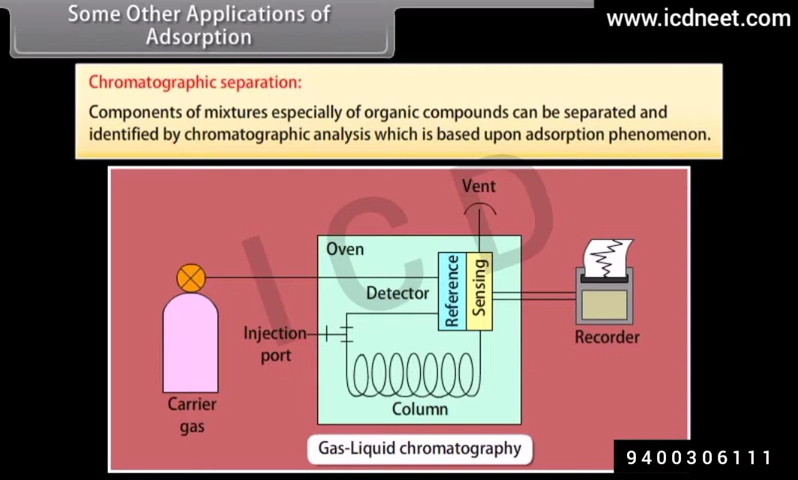 Some Other Applications of
Adsorption
www.icdneet.com
Chromatographic separation:
Components of mixtures especially of organic compounds can be separated and
identified by chromatographic analysis which is based upon adsorption phenomenon.
ICD
Vent
Oven
Detector
Reference
Sensing
Injection
port
Recorder
Carrier
gas
Column
Gas-Liquid chromatography
9400306111